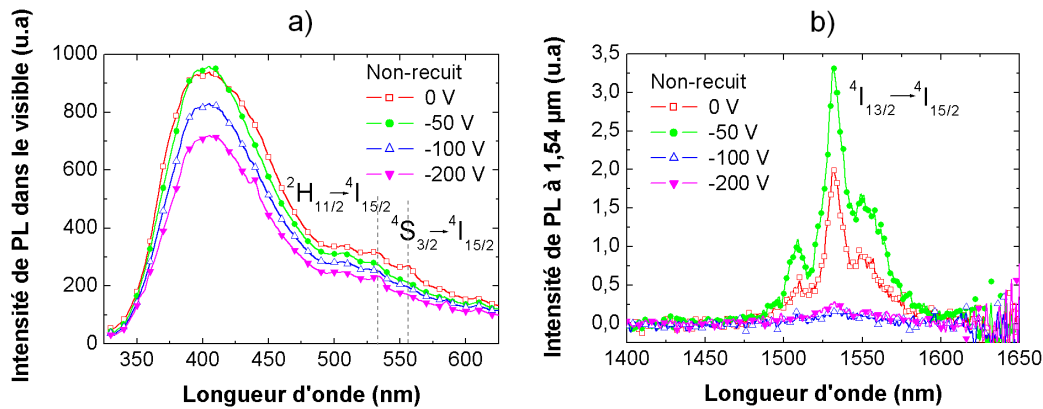 a)
Intensité de PL dans le visible (u.a)
1000
800
600
400
200
0
350 400 450 500 550 600
Longueur d'onde (nm)
Non-recuit
0 V
-50 V
-100 V
-200 V
²H₁₁/₂→⁴I₁₅/₂
⁴S₃/₂→⁴I₁₅/₂
b)
Intensité de PL à 1,54 µm (u.a)
3,5
3,0
2,5
2,0
1,5
1,0
0,5
0,0
1400 1450 1500 1550 1600 1650
Longueur d'onde (nm)
Non-recuit
0 V
-50 V
-100 V
-200 V
⁴I₁₃/₂→⁴I₁₅/₂